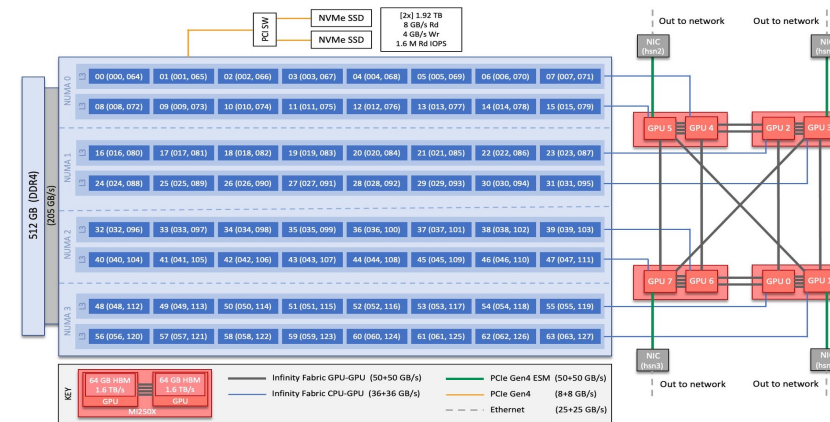 PCI SW
NVMe SSD
NVMe SSD
[2x] 1.92 TB
8 GB/s Rd
4 GB/s Wr
1.6 M Rd IOPS
Out to network
Out to network
NIC
(hsn2)
NIC
512 GB (DDR4)
(205 GB/s)
NUMA 0
L3
00 (000, 064) 01 (001, 065) 02 (002, 066) 03 (003, 067) 04 (004, 068) 05 (005, 069) 06 (006, 070) 07 (007, 071)
L3
08 (008, 072) 09 (009, 073) 10 (010, 074) 11 (011, 075) 12 (012, 076) 13 (013, 077) 14 (014, 078) 15 (015, 079)
NUMA 1
L3
16 (016, 080) 17 (017, 081) 18 (018, 082) 19 (019, 083) 20 (020, 084) 21 (021, 085) 22 (022, 086) 23 (023, 087)
L3
24 (024, 088) 25 (025, 089) 26 (026, 090) 27 (027, 091) 28 (028, 092) 29 (029, 093) 30 (030, 094) 31 (031, 095)
NUMA 2
L3
32 (032, 096) 33 (033, 097) 34 (034, 098) 35 (035, 099) 36 (036, 100) 37 (037, 101) 38 (038, 102) 39 (039, 103)
L3
40 (040, 104) 41 (041, 105) 42 (042, 106) 43 (043, 107) 44 (044, 108) 45 (045, 109) 46 (046, 110) 47 (047, 111)
NUMA 3
L3
48 (048, 112) 49 (049, 113) 50 (050, 114) 51 (051, 115) 52 (052, 116) 53 (053, 117) 54 (054, 118) 55 (055, 119)
L3
56 (056, 120) 57 (057, 121) 58 (058, 122) 59 (059, 123) 60 (060, 124) 61 (061, 125) 62 (062, 126) 63 (063, 127)
GPU 5 GPU 4 GPU 2 GPU 3
GPU 7 GPU 6 GPU 0 GPU
NIC
(hsn3)
NIC
Out to network
Out to network
KEY
64 GB HBM
1.6 TB/s
GPU
64 GB HBM
1.6 TB/s
GPU
MI250X
Infinity Fabric GPU-GPU (50+50 GB/s)
Infinity Fabric CPU-GPU (36+36 GB/s)
PCIe Gen4 ESM (50+50 GB/s)
PCIe Gen4 (8+8 GB/s)
Ethernet (25+25 GB/s)